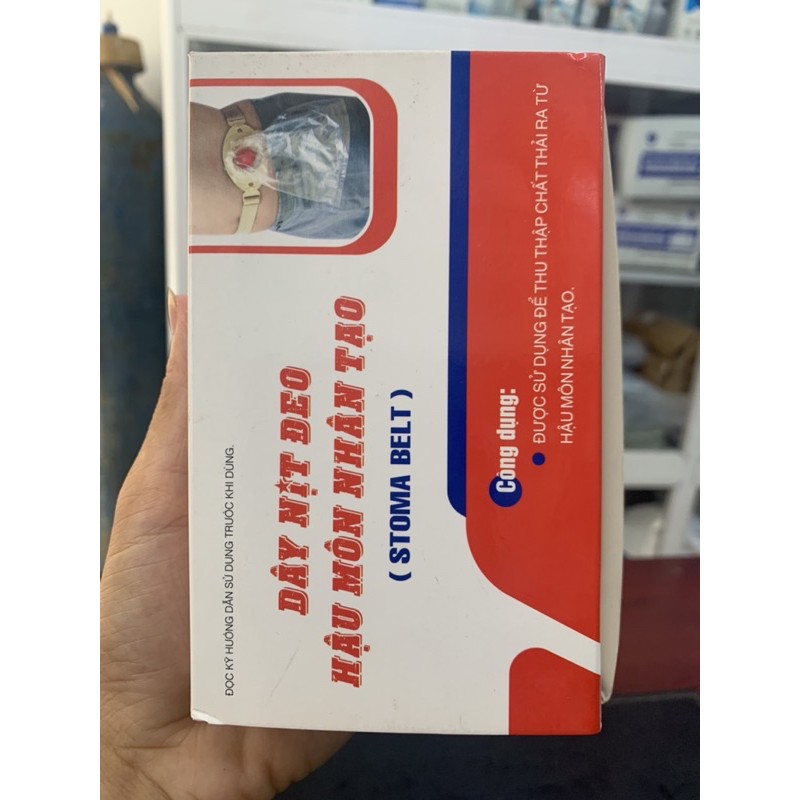 ĐỌC KỸ HƯỚNG DẪN SỬ DỤNG TRƯỚC KHI DÙNG.
DÂY NỊT ĐEO
HẬU MÔN NHÂN TẠO
( STOMA BELT )
Công dụng:
● ĐƯỢC SỬ DỤNG ĐỂ THU THẬP CHẤT THẢI RA TỪ
HẬU MÔN NHÂN TẠO.